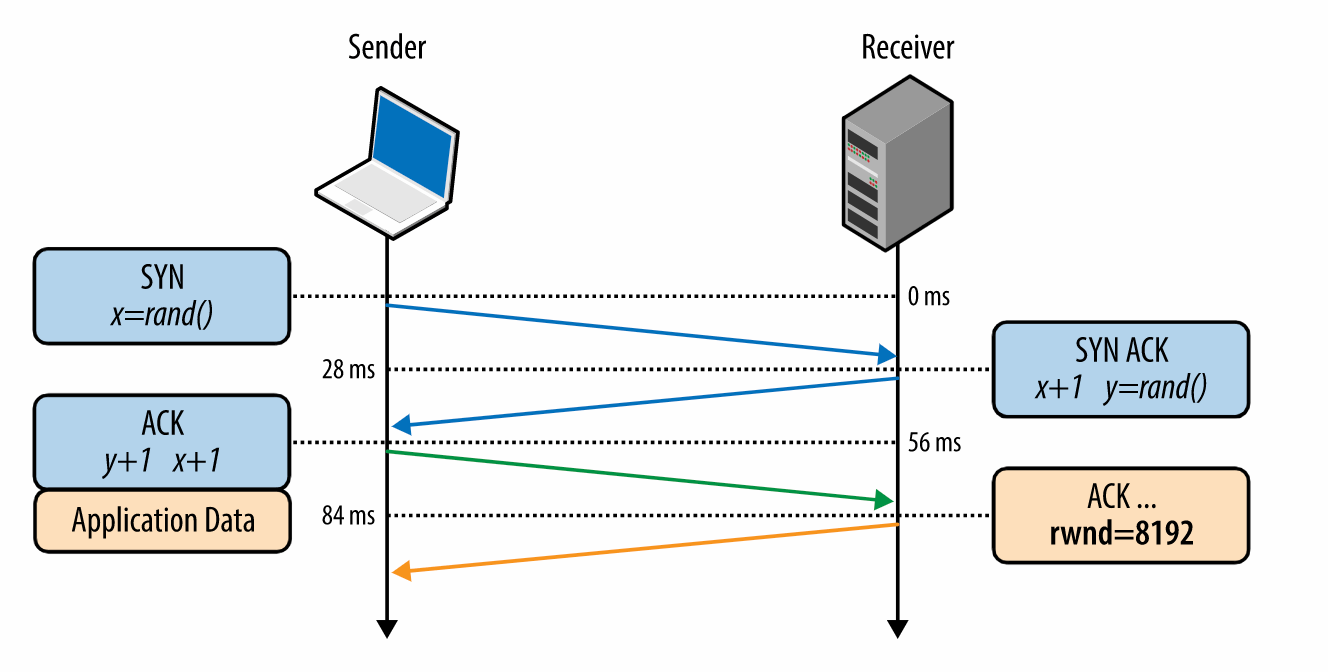 Sender
Receiver
SYN
x=rand()
0 ms
28 ms
SYN ACK
x+1 y=rand()
ACK
y+1 x+1
56 ms
Application Data
84 ms
ACK ...
rwnd=8192